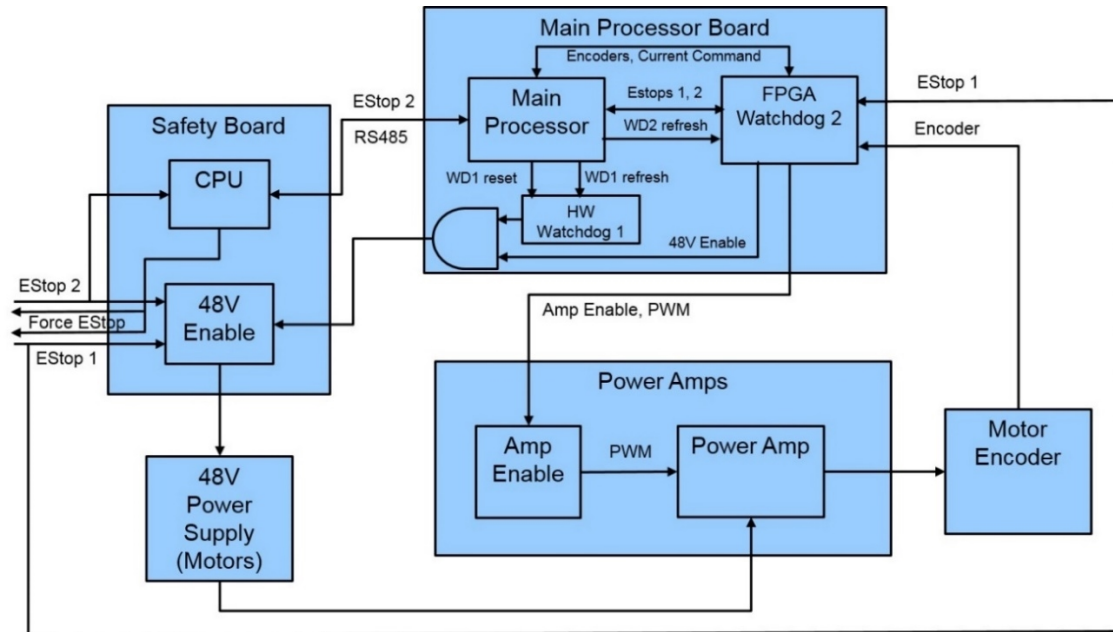 Main Processor Board
Encoders, Current Command
Main
Processor
Estops 1, 2
WD2 refresh
FPGA
Watchdog 2
EStop 1
Encoder
EStop 2
RS485
WD1 reset
WD1 refresh
HW
Watchdog 1
48V Enable
Safety Board
CPU
EStop 2
48V
Enable
Force EStop
EStop 1
Amp Enable, PWM
Power Amps
Amp
Enable
PWM
Power Amp
Motor
Encoder
48V
Power
Supply
(Motors)